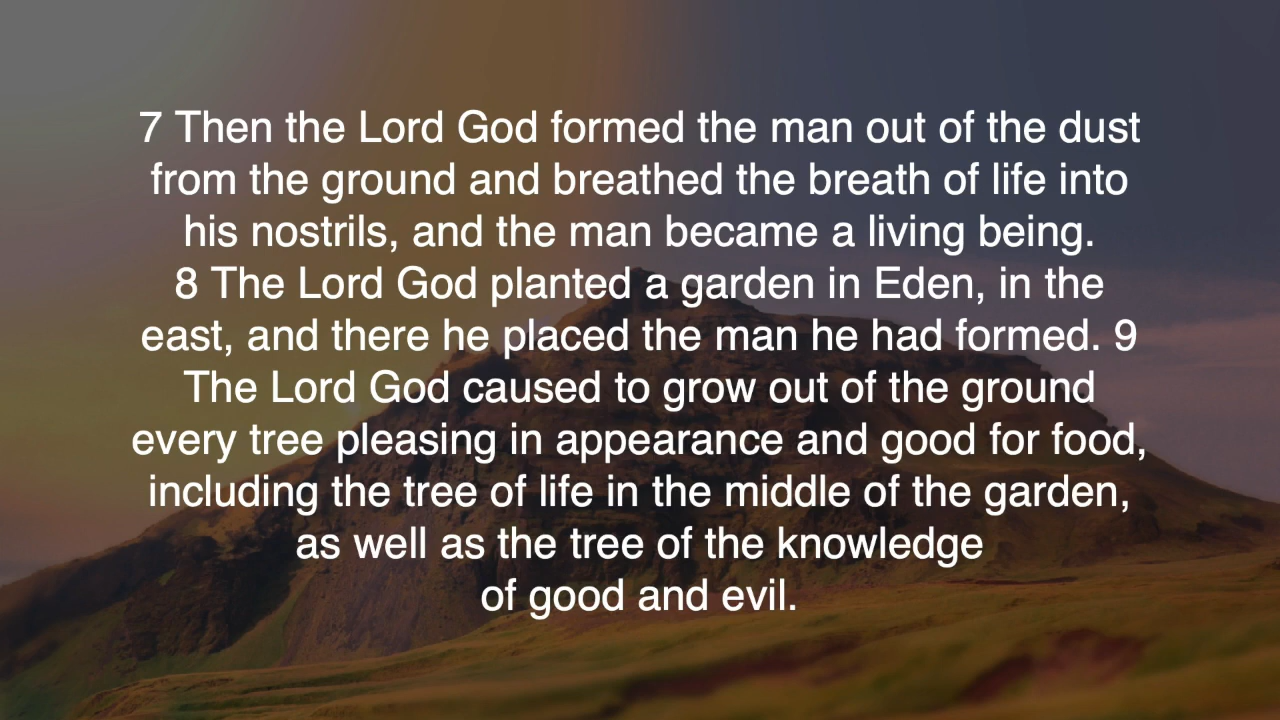 7 Then the Lord God formed the man out of the dust
from the ground and breathed the breath of life into
his nostrils, and the man became a living being.
8 The Lord God planted a garden in Eden, in the
east, and there he placed the man he had formed. 9
The Lord God caused to grow out of the ground
every tree pleasing in appearance and good for food,
including the tree of life in the middle of the garden,
as well as the tree of the knowledge
of good and evil.